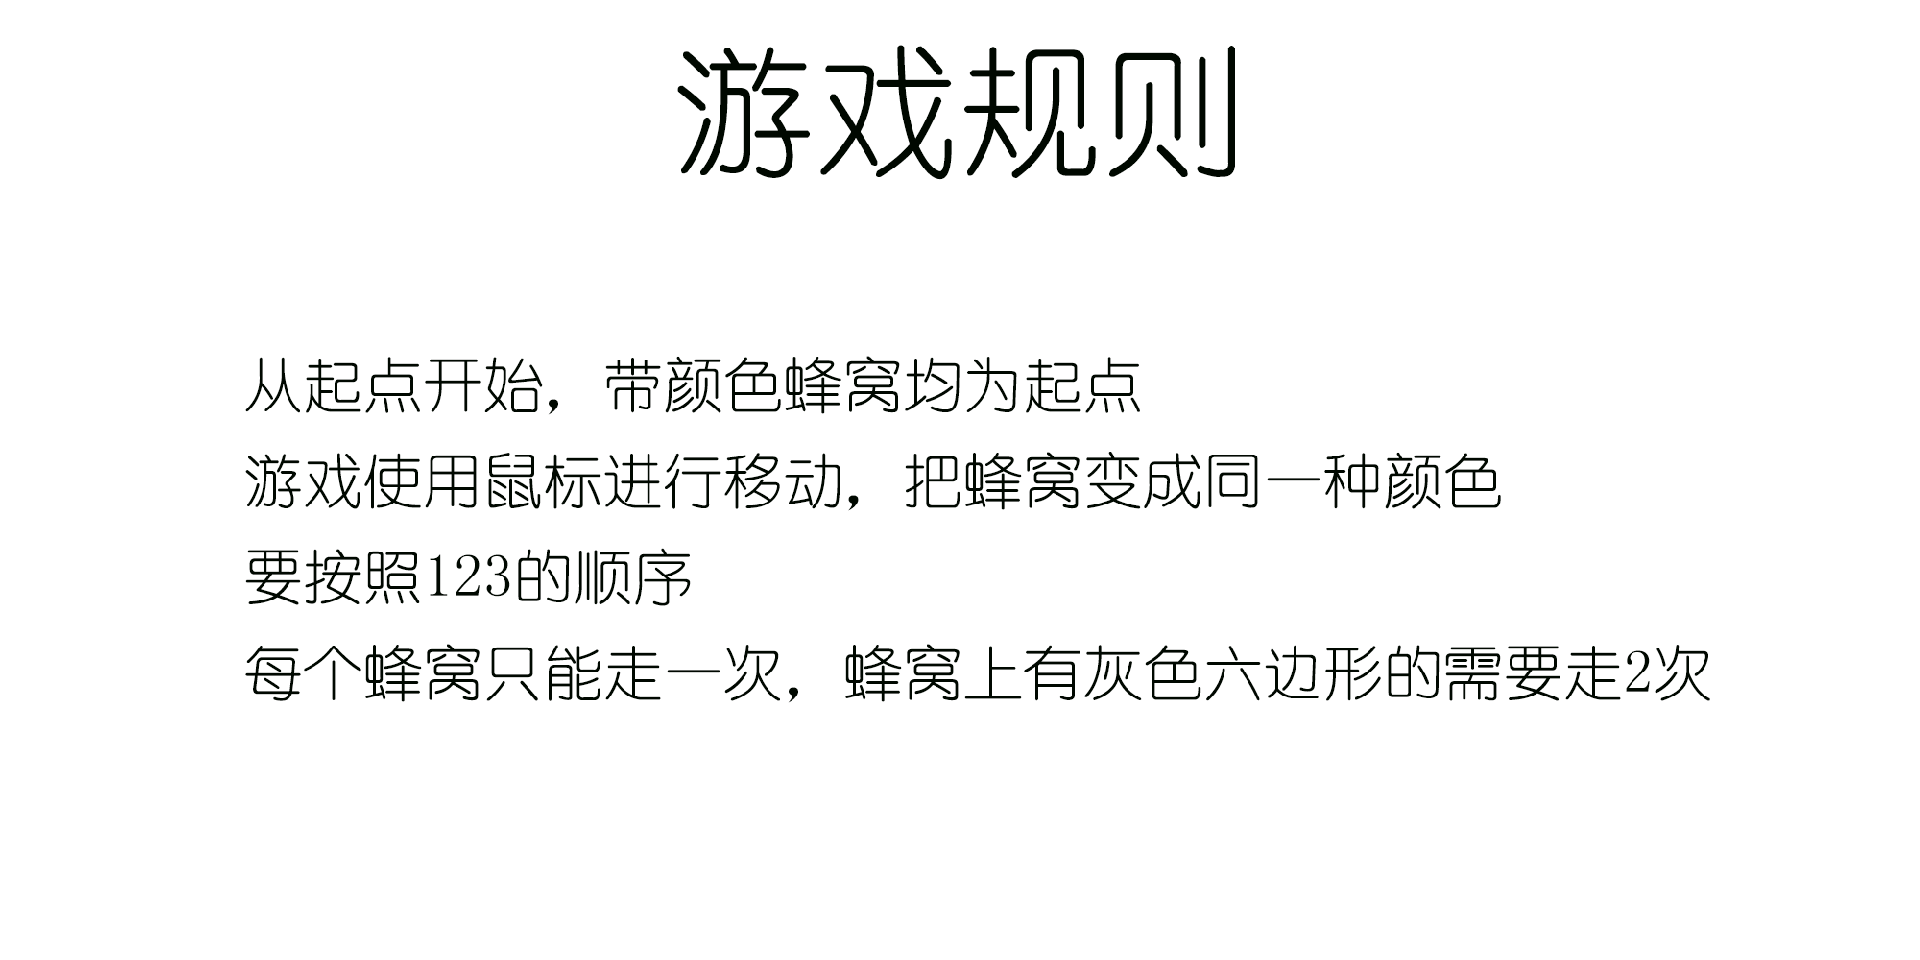 游戏规则
从起点开始，带颜色蜂窝均为起点
游戏使用鼠标进行移动，把蜂窝变成同一种颜色
要按照123的顺序
每个蜂窝只能走一次，蜂窝上有灰色六边形的需要走2次